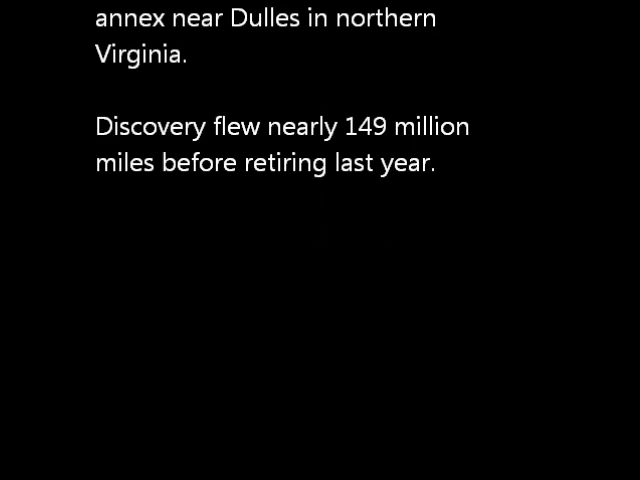 annex near Dulles in northern
Virginia.
Discovery flew nearly 149 million
miles before retiring last year.